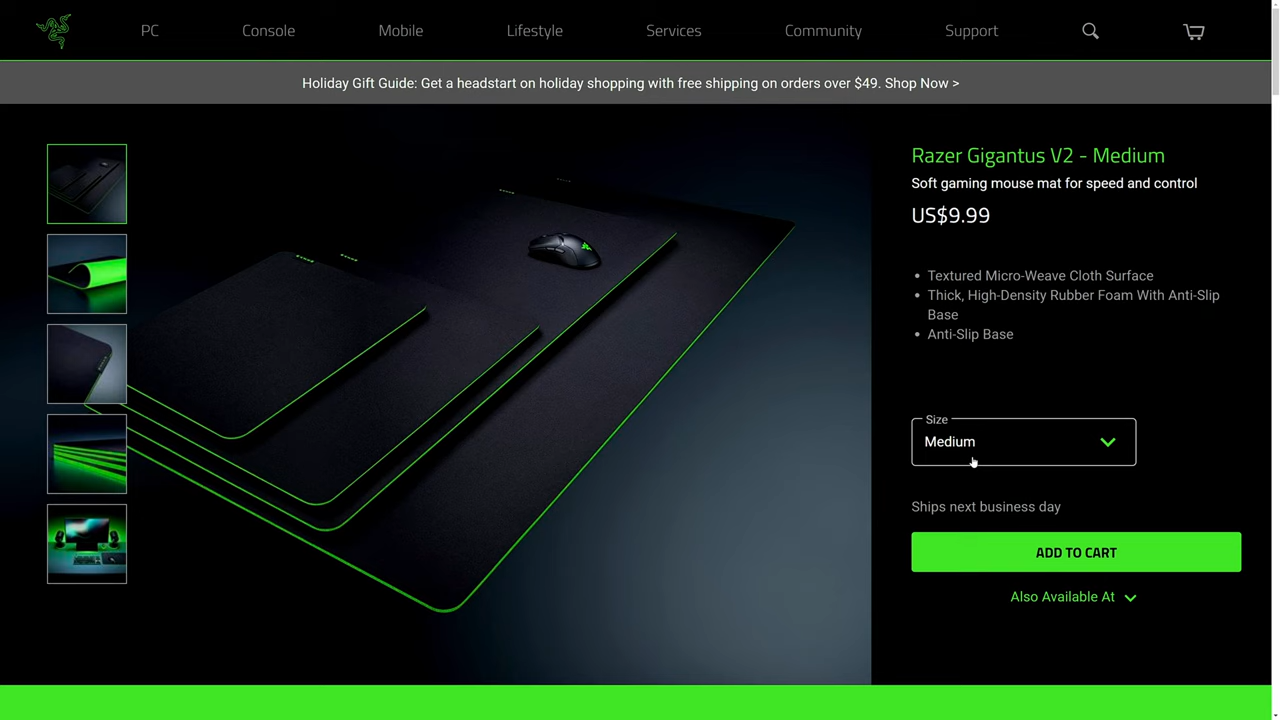 PC
Console
Mobile
Lifestyle
Services
Community
Support
Holiday Gift Guide: Get a headstart on holiday shopping with free shipping on orders over $49. Shop Now >
Razer Gigantus V2 - Medium
Soft gaming mouse mat for speed and control
US$9.99
Textured Micro-Weave Cloth Surface
Thick, High-Density Rubber Foam With Anti-Slip
Base
Anti-Slip Base
Size
Medium
Ships next business day
ADD TO CART
Also Available At